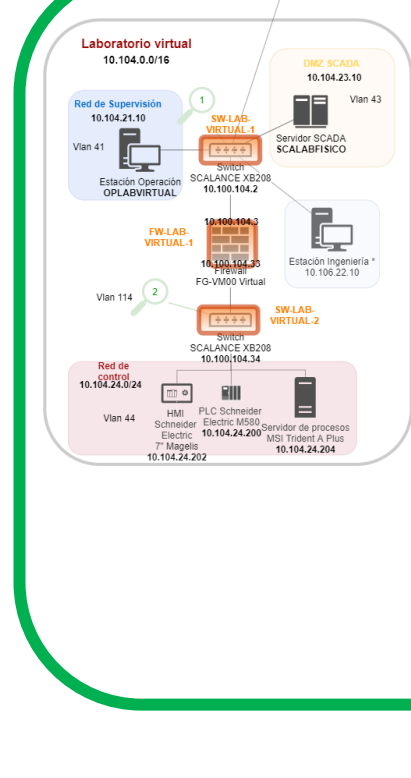 Laboratorio virtual
10.104.0.0/16
DMZ SCADA
10.104.23.10
Vlan 43
Servidor SCADA
SCALABFISICO
Red de Supervisión
10.104.21.10
Vlan 41
Estación Operación
OPLABVIRTUAL
1
SW-LAB-
VIRTUAL-1
Switch
SCALANCE XB208
10.100.104.2
10.100.104.3
FW-LAB-
VIRTUAL-1
10.100.104.33
Firewall
FG-VM00 Virtual
Estación Ingeniería *
10.106.22.10
Vlan 114
2
SW-LAB-
VIRTUAL-2
Switch
SCALANCE XB208
10.100.104.34
Red de
control
10.104.24.0/24
Vlan 44
HMI
Schneider
Electric
7" Magelis
10.104.24.202
PLC Schneider
Electric M580
10.104.24.200
Servidor de procesos
MSI Trident A Plus
10.104.24.204